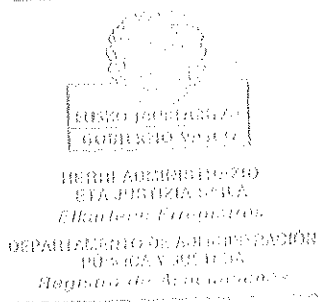 EUSKO JAURLARITZA
GOBIERNO VASCO
HERRI ADMINISTRAZIO
ETA JUSTIZIA SAILA
Elkarteen Erregistroa
DEPARTAMENTO DE ADMINISTRACIÓN
PÚBLICA Y JUSTICIA
Registro de Asociaciones